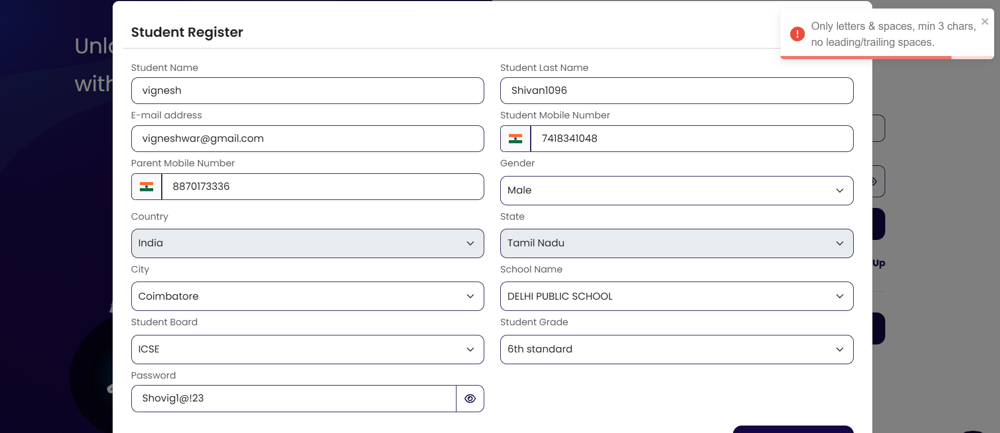 Unlo
with
Student Register
Only letters & spaces, min 3 chars,
no leading/trailing spaces.
Student Name
Student Last Name
vignesh
Shivan1096
E-mail address
Student Mobile Number
vigneshwar@gmail.com
7418341048
Parent Mobile Number
Gender
8870173336
Male
Country
State
India
Tamil Nadu
City
School Name
Up
Coimbatore
DELHI PUBLIC SCHOOL
Student Board
Student Grade
ICSE
6th standard
Password
Shovig1@!23